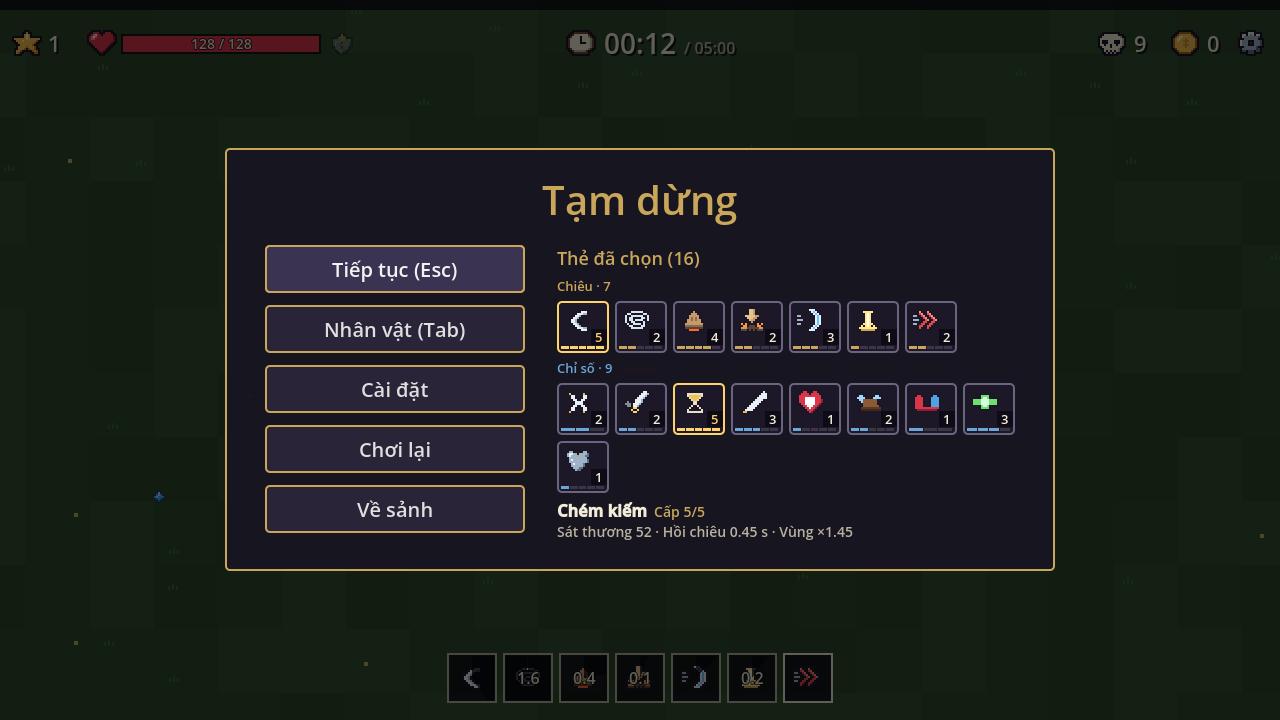 1
128 / 128
00:12 / 05:00
9
0
Tạm dừng
Tiếp tục (Esc)
Nhân vật (Tab)
Cài đặt
Chơi lại
Về sảnh
Thẻ đã chọn (16)
Chiêu · 7
5 2 4 2 3 1 2
Chỉ số · 9
2 2 5 3 1 2 1 3
1
Chém kiếm Cấp 5/5
Sát thương 52 · Hồi chiêu 0.45 s · Vùng ×1.45
1.6 0.4 0.1 0.2